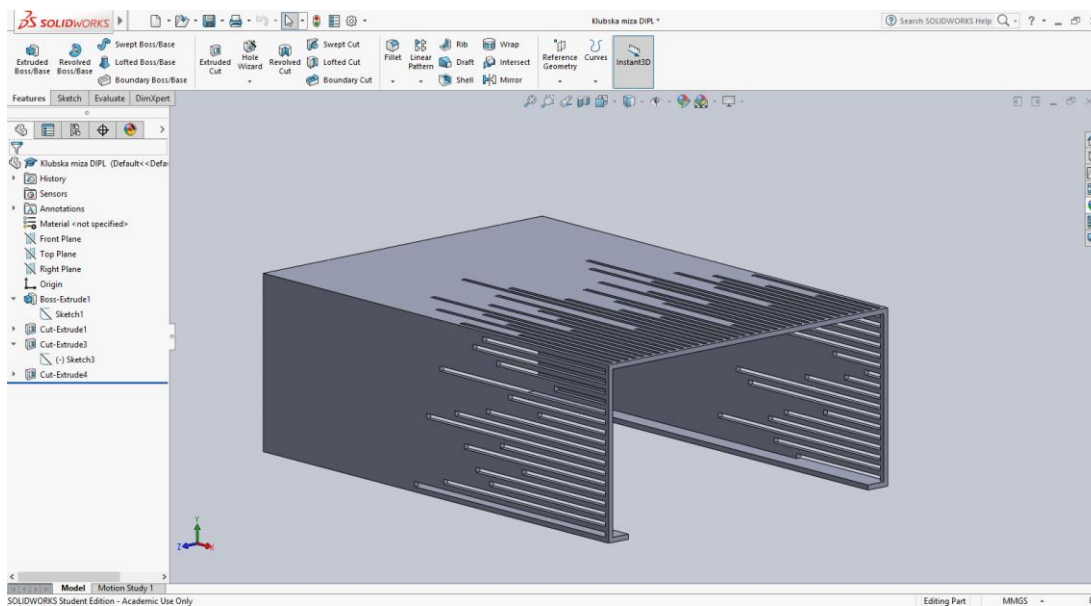 SOLIDWORKS
Klubska miza DIPL *
Search SOLIDWORKS Help
Extruded Boss/Base
Revolved Boss/Base
Swept Boss/Base
Lofted Boss/Base
Boundary Boss/Base
Extruded Cut
Hole Wizard
Revolved Cut
Swept Cut
Lofted Cut
Boundary Cut
Fillet
Linear Pattern
Rib
Draft
Shell
Wrap
Intersect
Mirror
Reference Geometry
Curves
Instant3D
Features Sketch Evaluate DimXpert
Klubska miza DIPL (Default<<Defa
History
Sensors
Annotations
Material <not specified>
Front Plane
Top Plane
Right Plane
Origin
Boss-Extrude1
Sketch1
Cut-Extrude1
Cut-Extrude3
(-) Sketch3
Cut-Extrude4
Y
Z
Model Motion Study 1
SOLIDWORKS Student Edition - Academic Use Only
Editing Part
MMGS